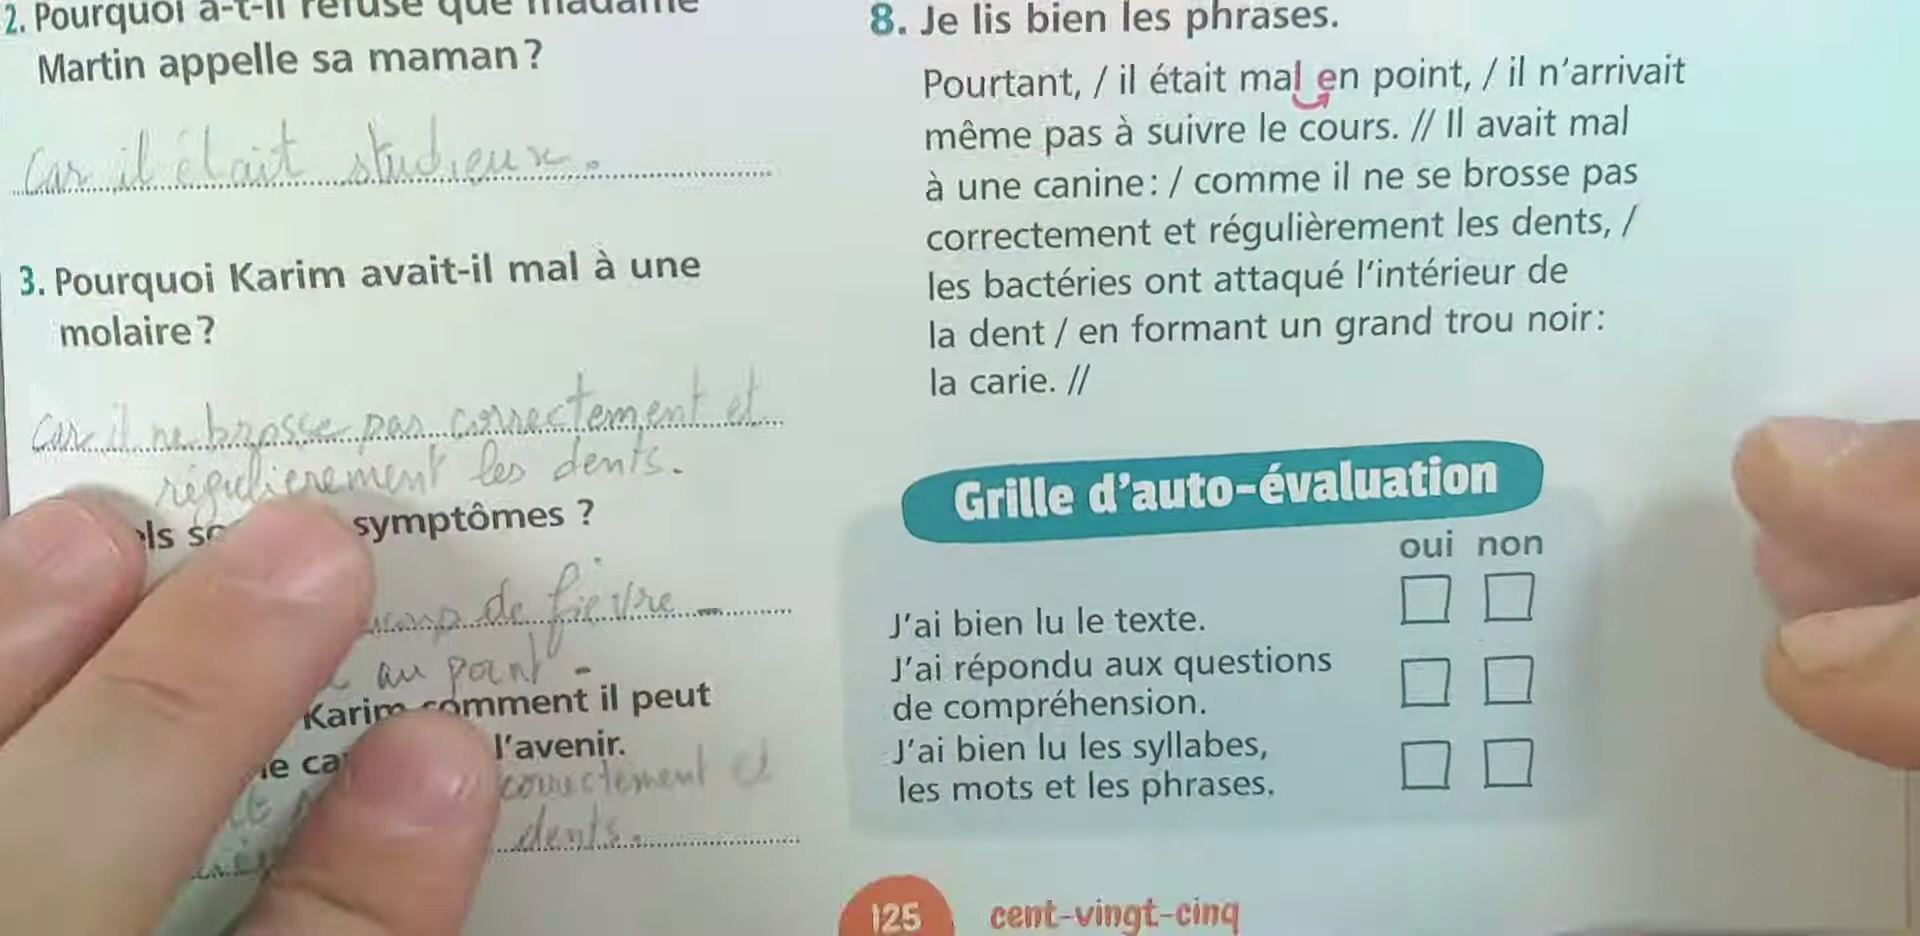 2. Pourquoi a-t-il refusé que madame
Martin appelle sa maman ?
Car il était studieux.
3. Pourquoi Karim avait-il mal à une
molaire ?
Car il ne brosse pas correctement et
régulierement les dents.
symptômes ?
de fièvre
au point
Karim comment il peut
l'avenir.
correctement et
dents.
8. Je lis bien les phrases.
Pourtant, / il était mal en point, / il n'arrivait
même pas à suivre le cours. // Il avait mal
à une canine : / comme il ne se brosse pas
correctement et régulièrement les dents, /
les bactéries ont attaqué l'intérieur de
la dent / en formant un grand trou noir :
la carie. //
Grille d'auto-évaluation
oui non
J'ai bien lu le texte.
J'ai répondu aux questions
de compréhension.
J'ai bien lu les syllabes,
les mots et les phrases.
125 cent-vingt-cinq